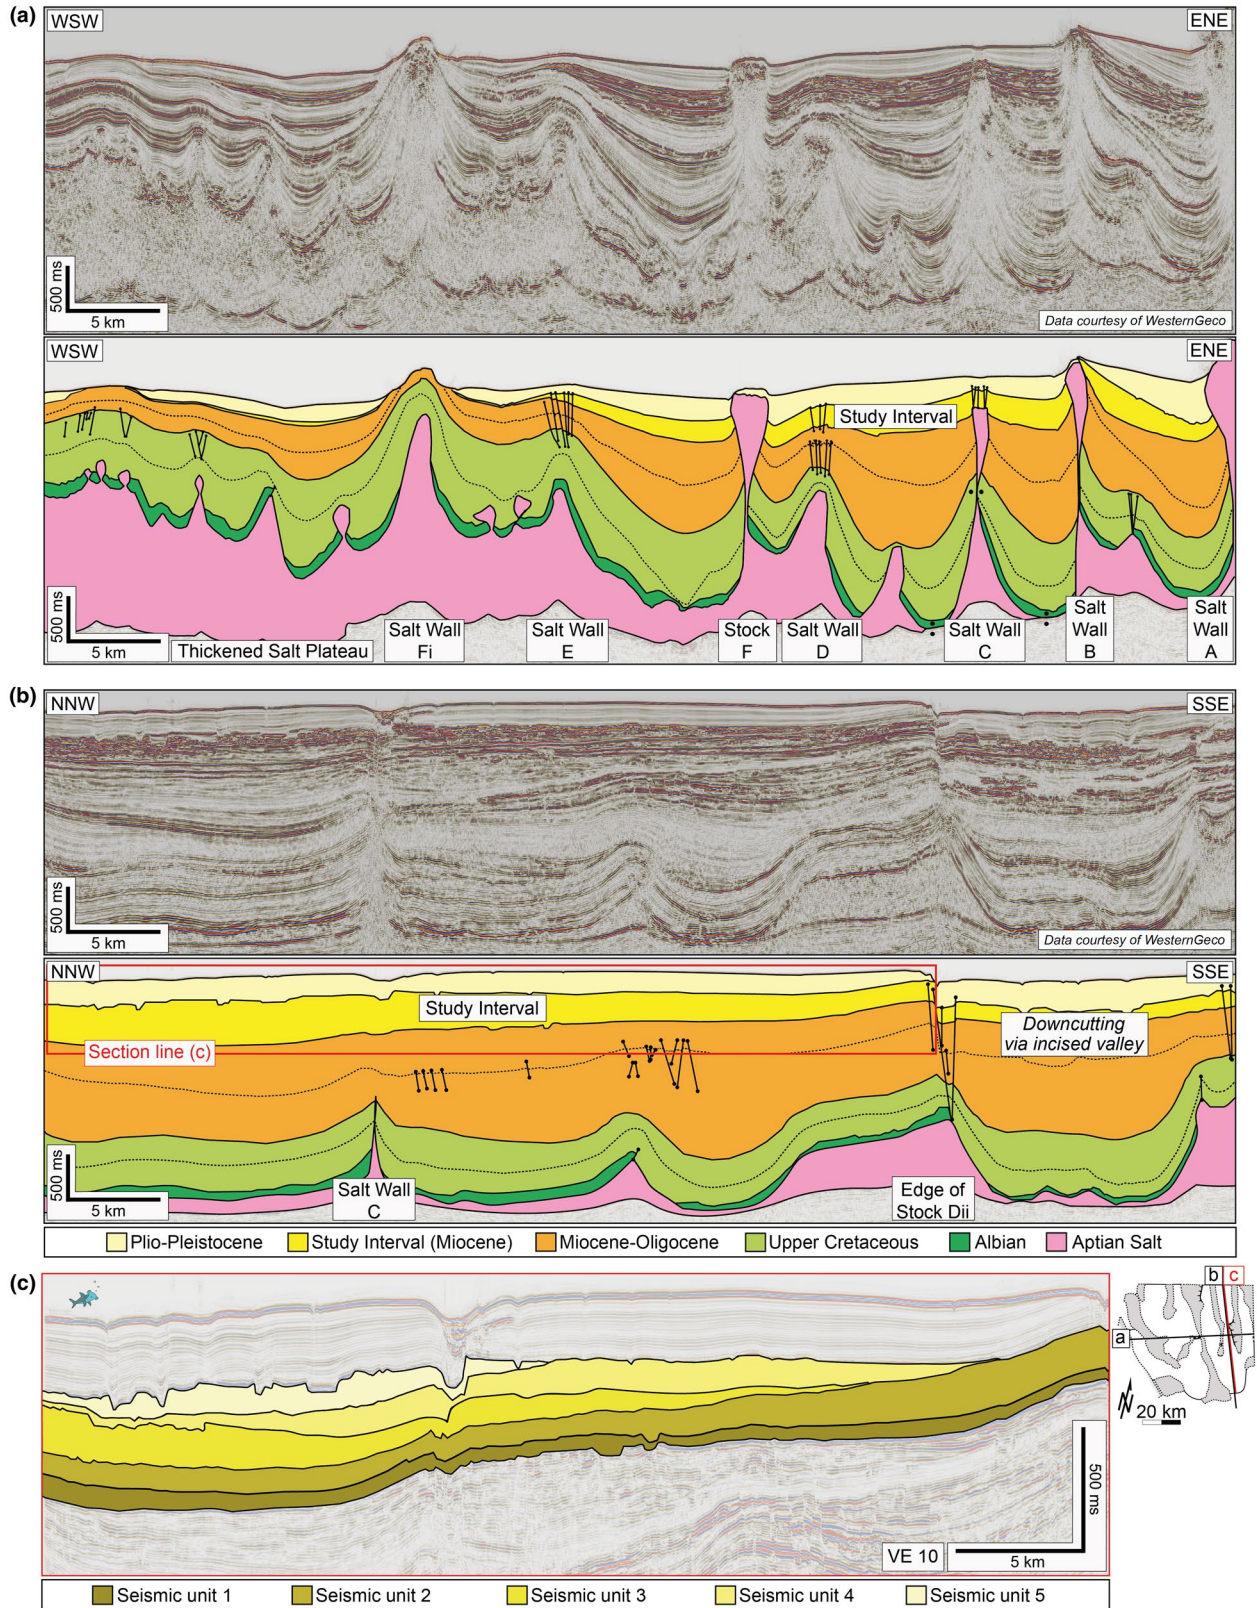 (a)
WSW
ENE
500 ms
5 km
Data courtesy of WesternGeco
WSW
ENE
Study Interval
500 ms
5 km
Thickened Salt Plateau
Salt Wall
Fi
Salt Wall
E
Stock
F
Salt Wall
D
Salt Wall
C
Salt
Wall
B
Salt
Wall
A
(b)
NNW
SSE
500 ms
5 km
Data courtesy of WesternGeco
NNW
SSE
Study Interval
Section line (c)
Downcutting
via incised valley
500 ms
5 km
Salt Wall
C
Edge of
Stock Dii
Plio-Pleistocene
Study Interval (Miocene)
Miocene-Oligocene
Upper Cretaceous
Albian
Aptian Salt
(c)
b
c
a
N
20 km
500 ms
VE 10
5 km
Seismic unit 1
Seismic unit 2
Seismic unit 3
Seismic unit 4
Seismic unit 5